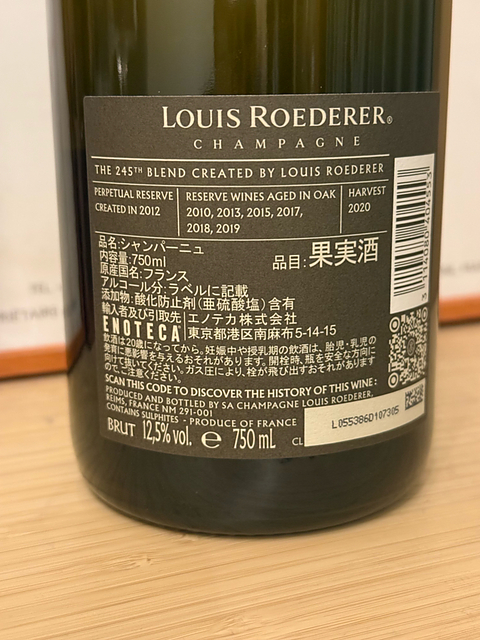 LOUIS ROEDERER®
CHAMPAGNE
THE 245TH BLEND CREATED BY LOUIS ROEDERER
PERPETUAL RESERVE
CREATED IN 2012
RESERVE WINES AGED IN OAK
2010, 2013, 2015, 2017,
2018, 2019
HARVEST
2020
品名:シャンパーニュ
内容量:750ml
品目:果実酒
原産国名:フランス
アルコール分:ラベルに記載
添加物:酸化防止剤(亜硫酸塩)含有
輸入者及び引取先 エノテカ株式会社
ENOTECA 東京都港区南麻布5-14-15
飲酒は20歳になってから。妊娠中や授乳期の飲酒は、胎児・乳児の
発育に悪影響を与えるおそれがあります。開栓時、瓶を安全な方向に
向けて抜いてください。ガス圧により、栓が飛び出すおそれがあります
ので、ご注意ください。
SCAN THIS CODE TO DISCOVER THE HISTORY OF THIS WINE:
PRODUCED AND BOTTLED BY SA CHAMPAGNE LOUIS ROEDERER,
REIMS, FRANCE NM 291-001
CONTAINS SULPHITES - PRODUCE OF FRANCE
BRUT 12,5% vol. ℮ 750 mL
CL
L055386D107305